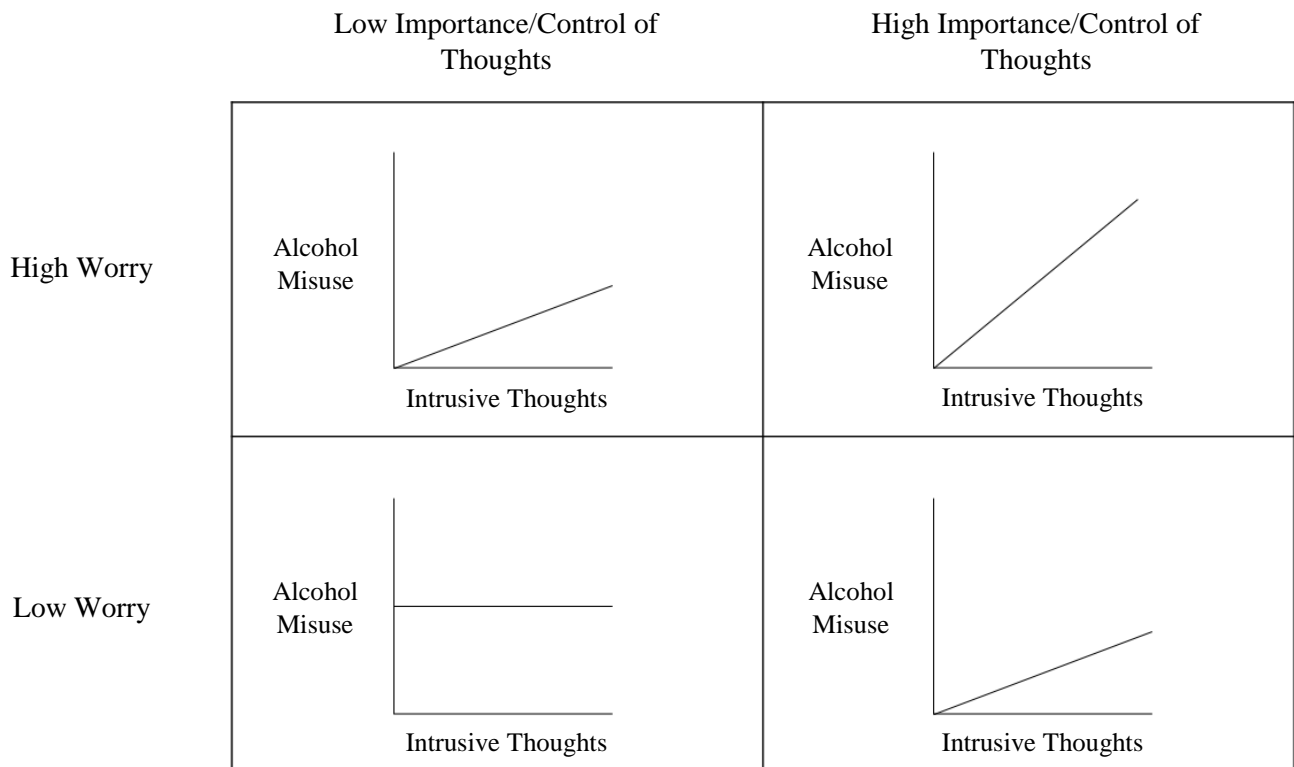 Low Importance/Control of
Thoughts
High Importance/Control of
Thoughts
High Worry
Alcohol
Misuse
Intrusive Thoughts
Alcohol
Misuse
Intrusive Thoughts
Low Worry
Alcohol
Misuse
Intrusive Thoughts
Alcohol
Misuse
Intrusive Thoughts